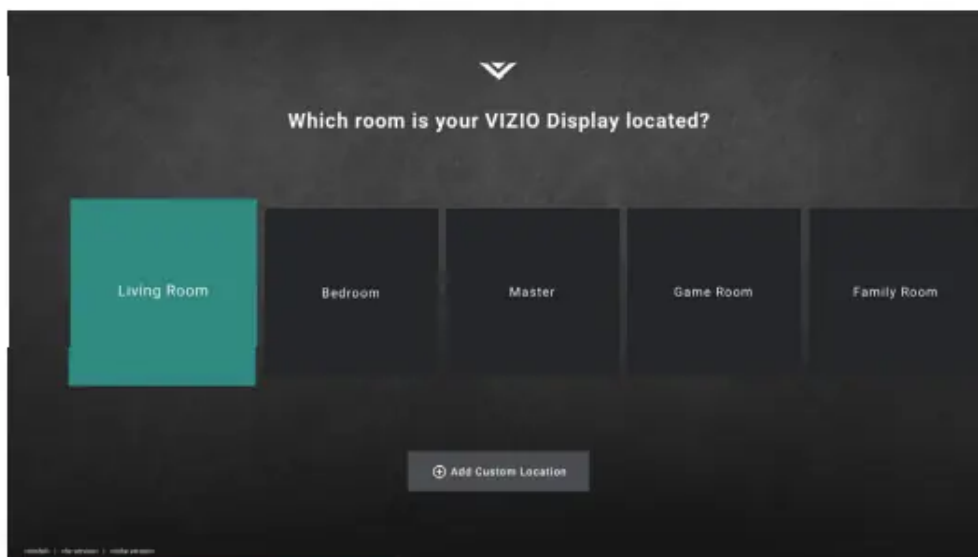 Which room is your VIZIO Display located?
Living Room
Bedroom
Master
Game Room
Family Room
Add Custom Location